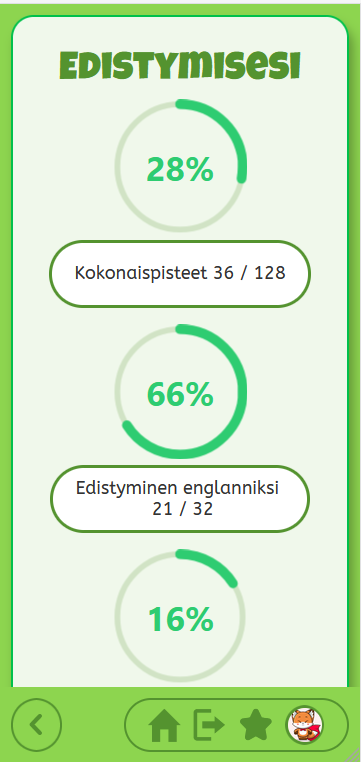 Edistymisesi
28%
Kokonaispisteet 36 / 128
66%
Edistyminen englanniksi
21 / 32
16%